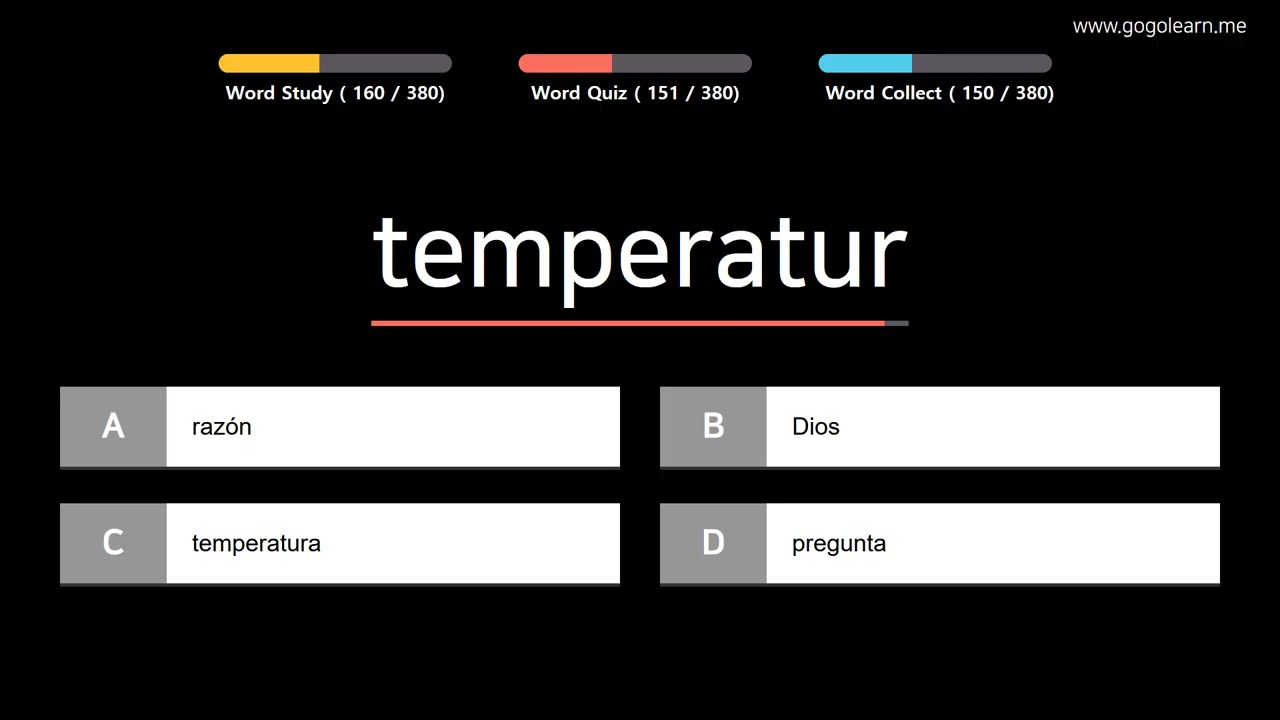 www.gogolearn.me
Word Study ( 160 / 380)
Word Quiz ( 151 / 380)
Word Collect ( 150 / 380)
temperatur
A razón
B Dios
C temperatura
D pregunta